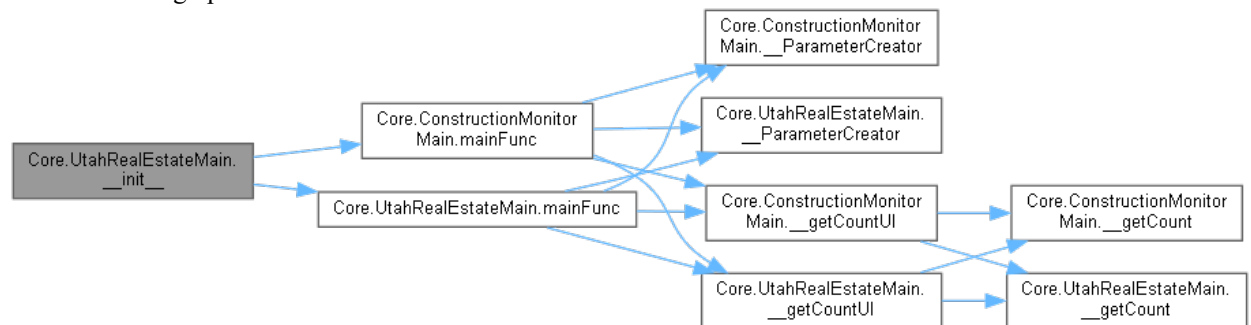 Core.ConstructionMonitor
Main.__ParameterCreator
Core.ConstructionMonitor
Main.mainFunc
Core.UtahRealEstateMain.
__ParameterCreator
Core.UtahRealEstateMain.
__init__
Core.UtahRealEstateMain.mainFunc
Core.ConstructionMonitor
Main.__getCountUI
Core.ConstructionMonitor
Main.__getCount
Core.UtahRealEstateMain.
__getCountUI
Core.UtahRealEstateMain.
__getCount